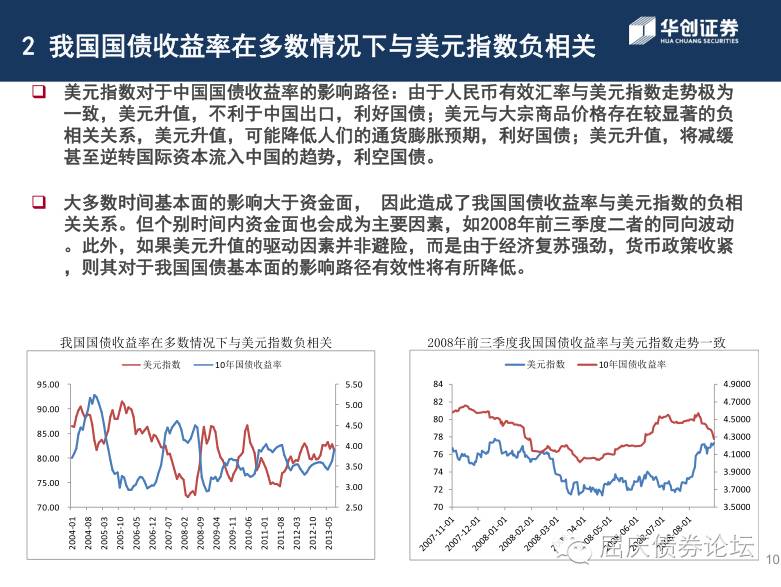 2 我国国债收益率在多数情况下与美元指数负相关
华创证券
HUA CHUANG SECURITIES
美元指数对于中国国债收益率的影响路径：由于人民币有效汇率与美元指数走势极为
一致，美元升值，不利于中国出口，利好国债；美元与大宗商品价格存在较显著的负
相关关系，美元升值，可能降低人们的通货膨胀预期，利好国债；美元升值，将减缓
甚至逆转国际资本流入中国的趋势，利空国债。
大多数时间基本面的影响大于资金面， 因此造成了我国国债收益率与美元指数的负相
关关系。但个别时间内资金面也会成为主要因素，如2008年前三季度二者的同向波动
。此外，如果美元升值的驱动因素并非避险，而是由于经济复苏强劲，货币政策收紧
，则其对于我国国债基本面的影响路径有效性将有所降低。
我国国债收益率在多数情况下与美元指数负相关
美元指数 10年国债收益率
95.00 5.50
90.00 5.00
85.00 4.50
4.00
80.00 3.50
75.00 3.00
70.00 2.50
2004-01 2004-08 2005-03 2005-10 2006-05 2006-12 2007-07 2008-02 2008-09 2009-04 2009-11 2010-06 2011-01 2011-08 2012-03 2012-10 2013-05
2008年前三季度我国国债收益率与美元指数走势一致
美元指数 10年国债收益率
84 4.9000
82 4.7000
80 4.5000
78 4.3000
76 4.1000
74 3.9000
72 3.7000
70 3.5000
2007-11-01 2007-12-01 2008-01-01 2008-02-01 2008-03-01 2008-04-01 2008-05-01 2008-06-01 2008-07-01 2008-08-01
屈庆债券论坛
10